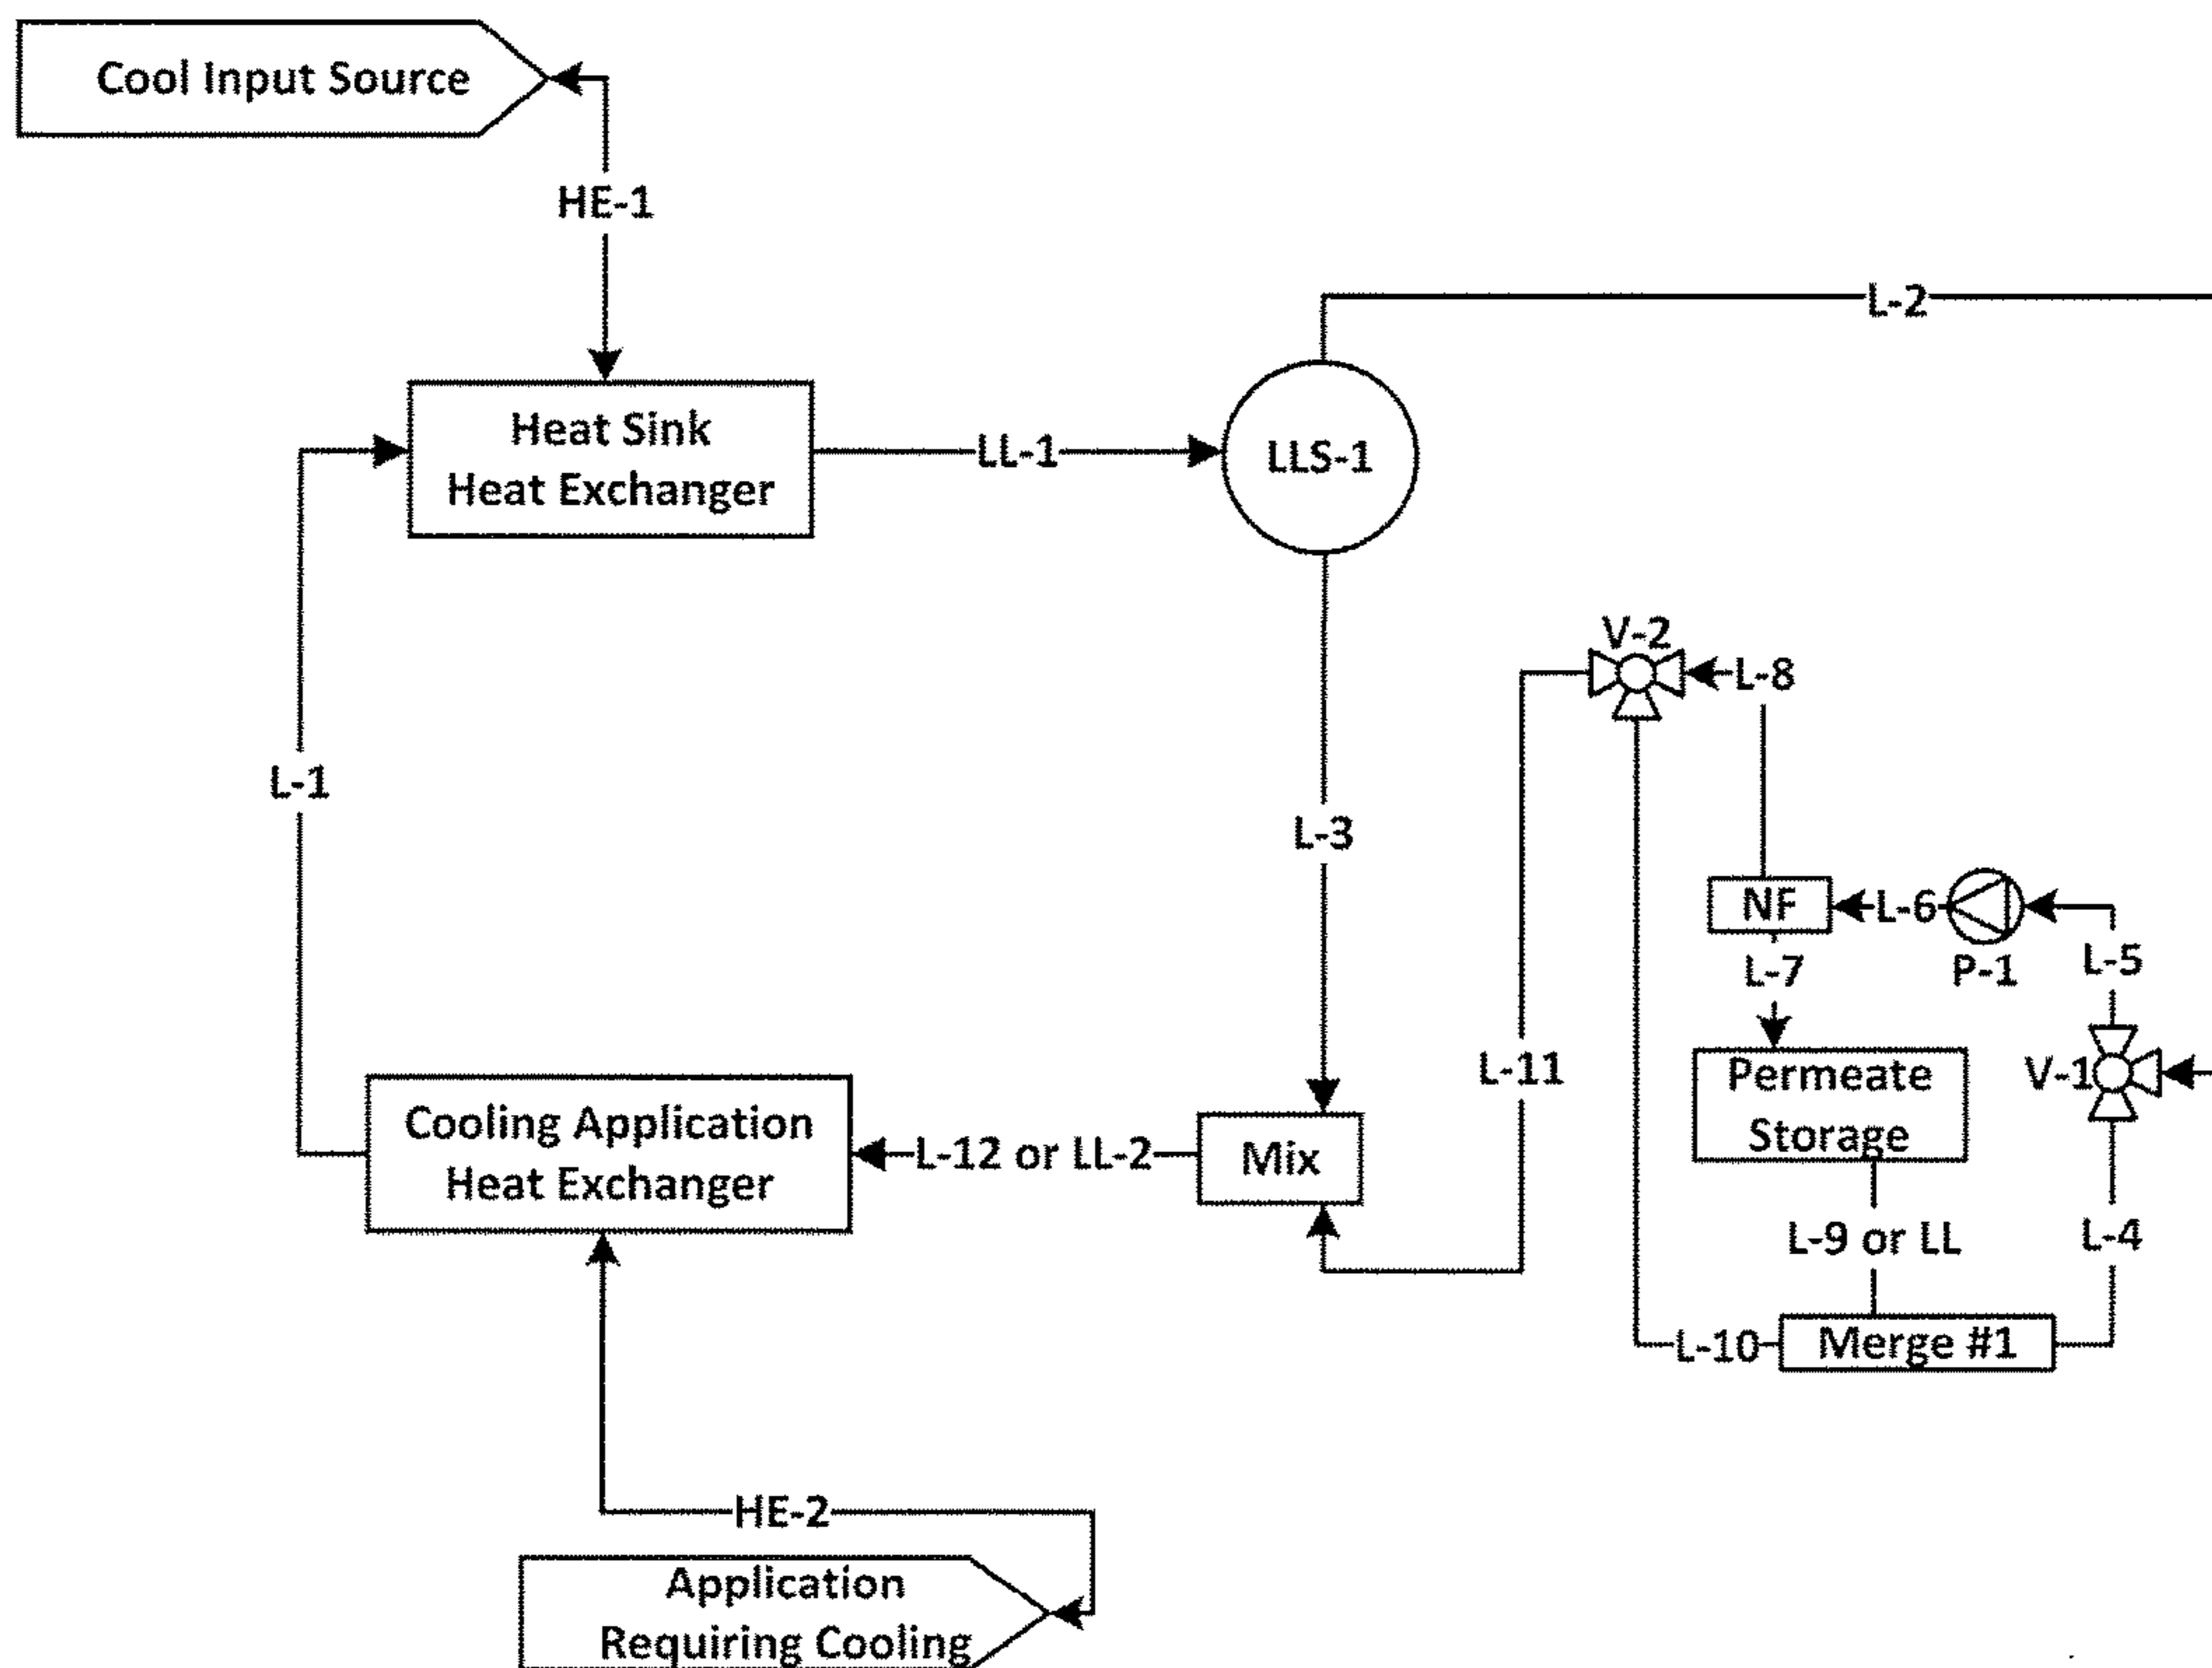 Cool Input Source
HE-1
L-2
Heat Sink
Heat Exchanger
LL-1
LLS-1
V-2
L-8
L-1
L-3
NF
L-6
P-1
L-5
L-7
L-11
Permeate
Storage
V-1
Cooling Application
Heat Exchanger
L-12 or LL-2
Mix
L-9 or LL
L-4
L-10
Merge #1
HE-2
Application
Requiring Cooling